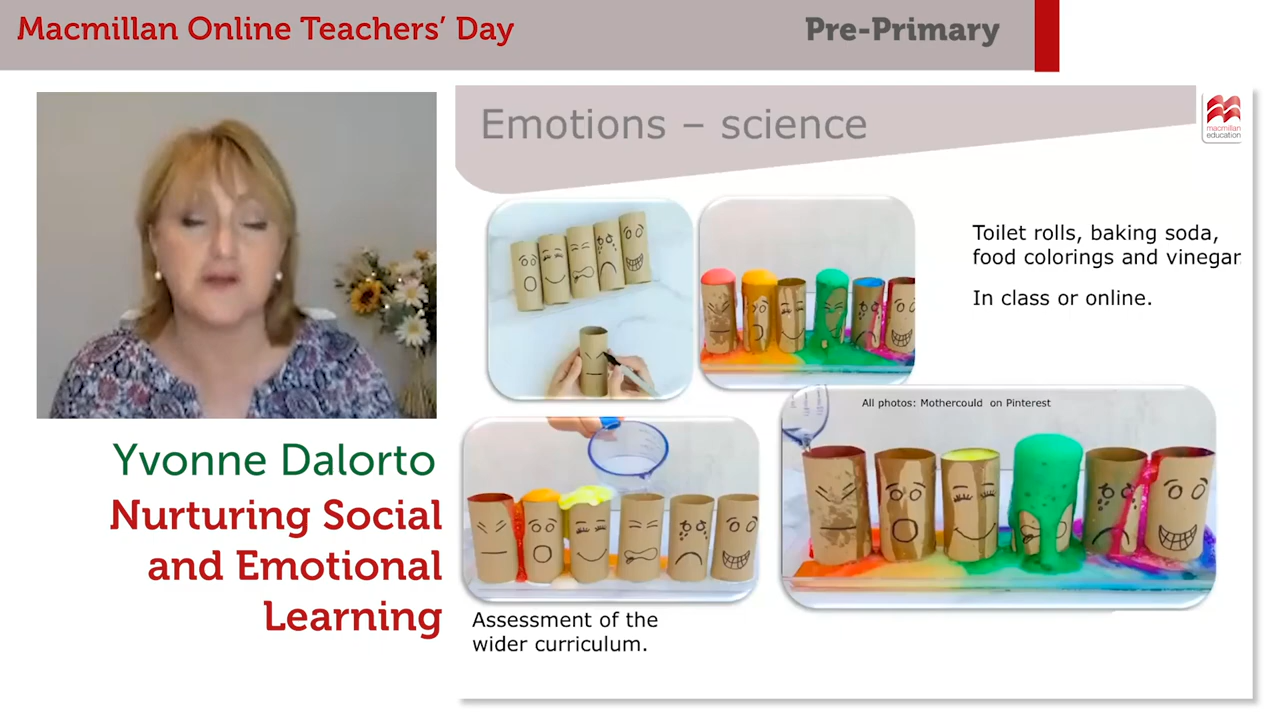 Macmillan Online Teachers’ Day
Pre-Primary
Emotions – science
macmillan
education
Toilet rolls, baking soda,
food colorings and vinegar
In class or online.
All photos: Mothercould on Pinterest
Yvonne Dalorto
Nurturing Social
and Emotional
Learning
Assessment of the
wider curriculum.